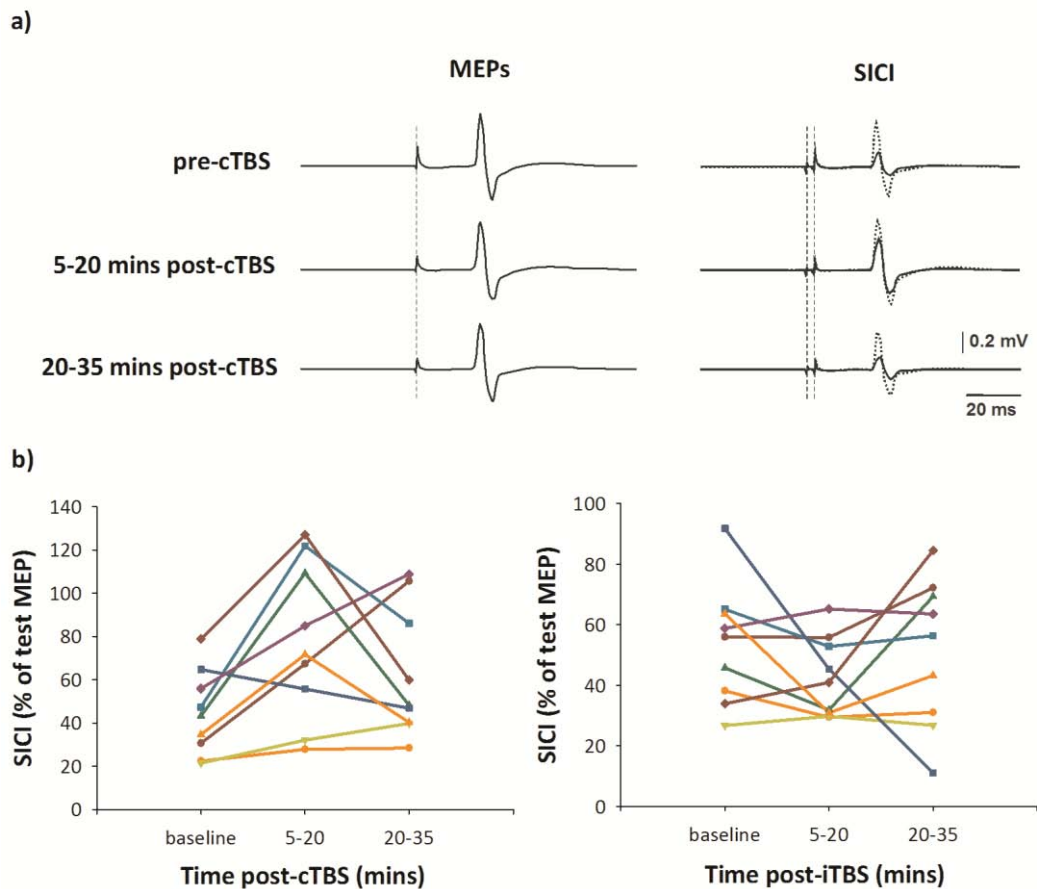 a)
MEPs
SICI
pre-cTBS
5-20 mins post-cTBS
20-35 mins post-cTBS
0.2 mV
20 ms
b)
SICI (% of test MEP)
140
120
100
80
60
40
20
0
baseline
5-20
20-35
Time post-cTBS (mins)
SICI (% of test MEP)
100
80
60
40
20
0
baseline
5-20
20-35
Time post-iTBS (mins)